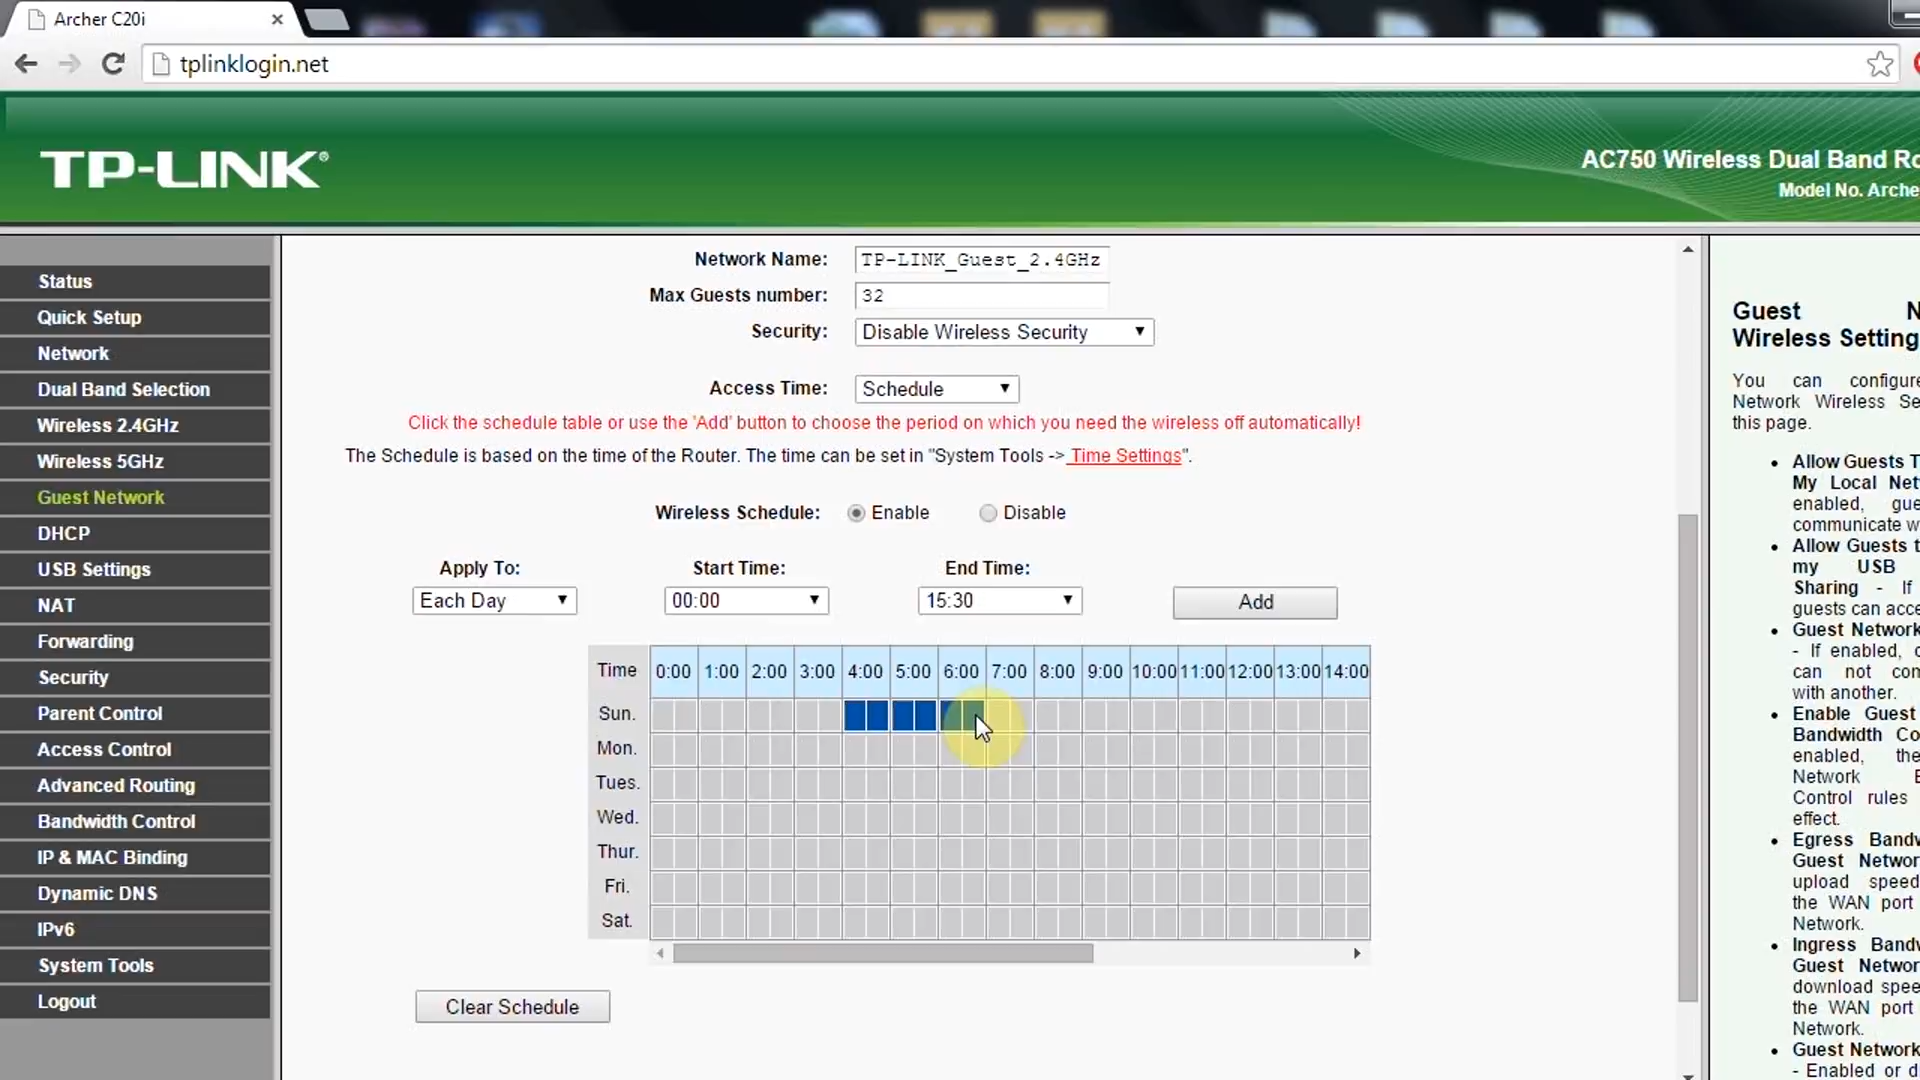 Archer C20i
tplinklogin.net
TP-LINK®
AC750 Wireless Dual Band
Model No.
Status
Quick Setup
Network
Dual Band Selection
Wireless 2.4GHz
Wireless 5GHz
Guest Network
DHCP
USB Settings
NAT
Forwarding
Security
Parent Control
Access Control
Advanced Routing
Bandwidth Control
IP & MAC Binding
Dynamic DNS
IPv6
System Tools
Logout
Network Name: TP-LINK_Guest_2.4GHz
Max Guests number: 32
Security: Disable Wireless Security
Access Time: Schedule
Click the schedule table or use the 'Add' button to choose the period on which you need the wireless off automatically!
The Schedule is based on the time of the Router. The time can be set in "System Tools -> Time Settings".
Wireless Schedule: Enable Disable
Apply To: Start Time: End Time:
Each Day 00:00 15:30 Add
Time 0:00 1:00 2:00 3:00 4:00 5:00 6:00 7:00 8:00 9:00 10:00 11:00 12:00 13:00 14:00
Sun.
Mon.
Tues.
Wed.
Thur.
Fri.
Sat.
Clear Schedule
Guest N
Wireless Setting
You can configure
Network Wireless Se
this page.
Allow Guests T
My Local Net
enabled, gue
communicate w
Allow Guests t
my USB
Sharing - If
guests can acce
Guest Network
- If enabled, c
can not com
with another.
Enable Guest
Bandwidth Co
enabled, the
Network E
Control rules
effect.
Egress Bandw
Guest Networ
upload speed
the WAN port
Network.
Ingress Bandw
Guest Networ
download spee
the WAN port
Network.
Guest Network
- Enabled or d